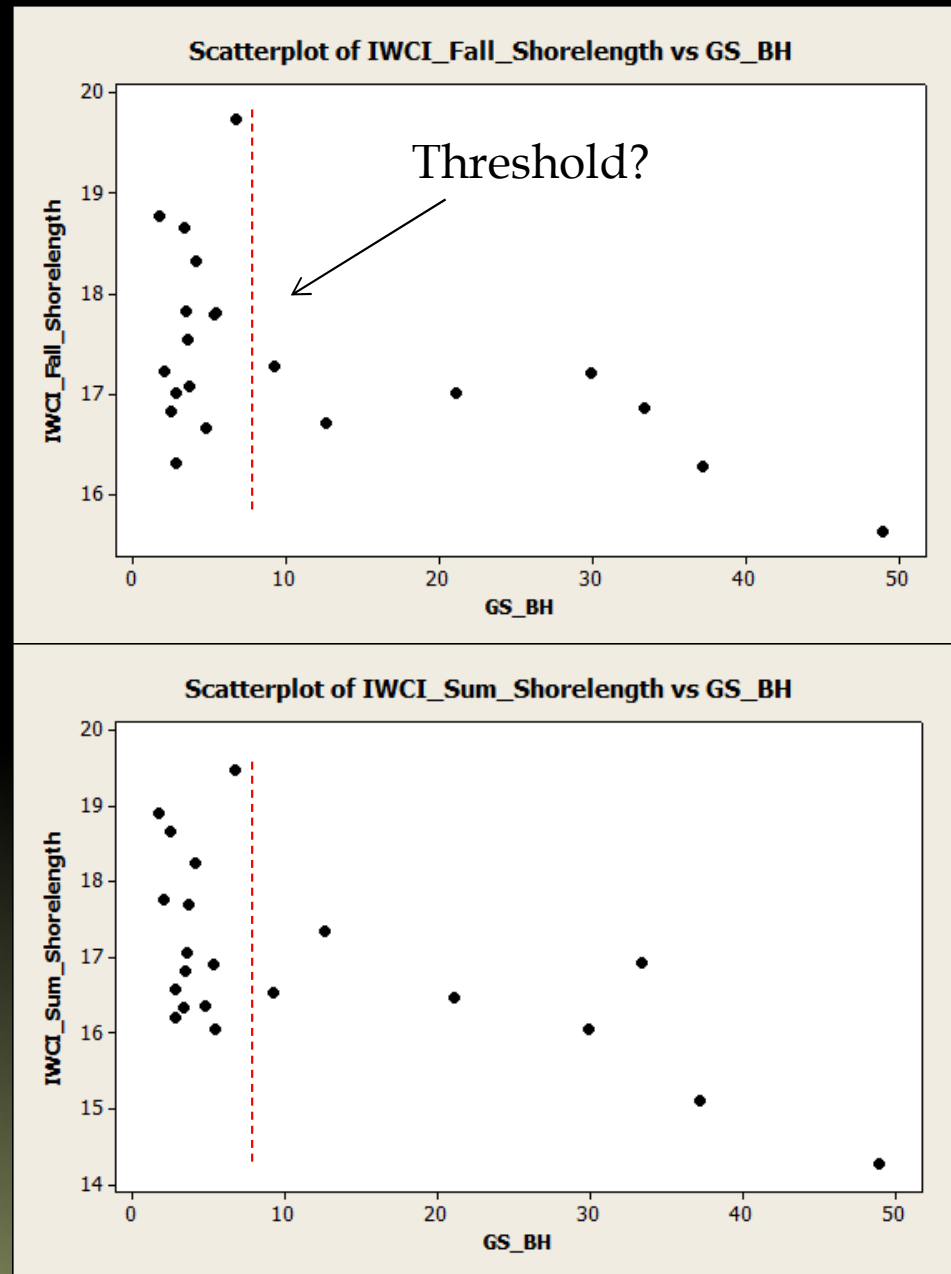 Scatterplot of IWCI_Fall_Shorelength vs GS_BH
20
19
18
17
16
IWCI_Fall_Shorelength
Threshold?
0 10 20 30 40 50
GS_BH
Scatterplot of IWCI_Sum_Shorelength vs GS_BH
20
19
18
17
16
15
14
IWCI_Sum_Shorelength
0 10 20 30 40 50
GS_BH